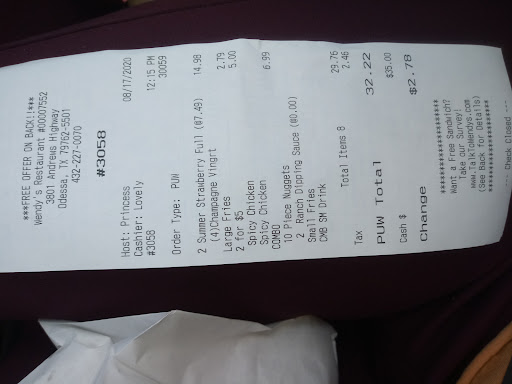 ***FREE OFFER ON BACK!!***
Wendy's Restaurant #00007552
3801 Andrews Highway
Odessa, TX 79762-5501
432-227-0070
#3058
Host: Princess 08/17/2020
Cashier: Lovely 12:15 PM
#3058 30059
Order Type: PUW
2 Summer Strawberry Full (@7.49) 14.98
(4)Champagne Vingrt
Large Fries 2.79
2 for $5 5.00
Spicy Chicken
Spicy Chicken
COMBO 6.99
10 Piece Nuggets
2 Ranch Dipping Sauce (@0.00)
Small Fries
CMB SM Drink
Total Items 8 29.76
Tax 2.46
PUW Total 32.22
Cash $ $35.00
Change $2.78
Want a Free Sandwich?
Take our Survey!
www.TalkToWendys.com
(See Back for Details)
--- Check Closed ---